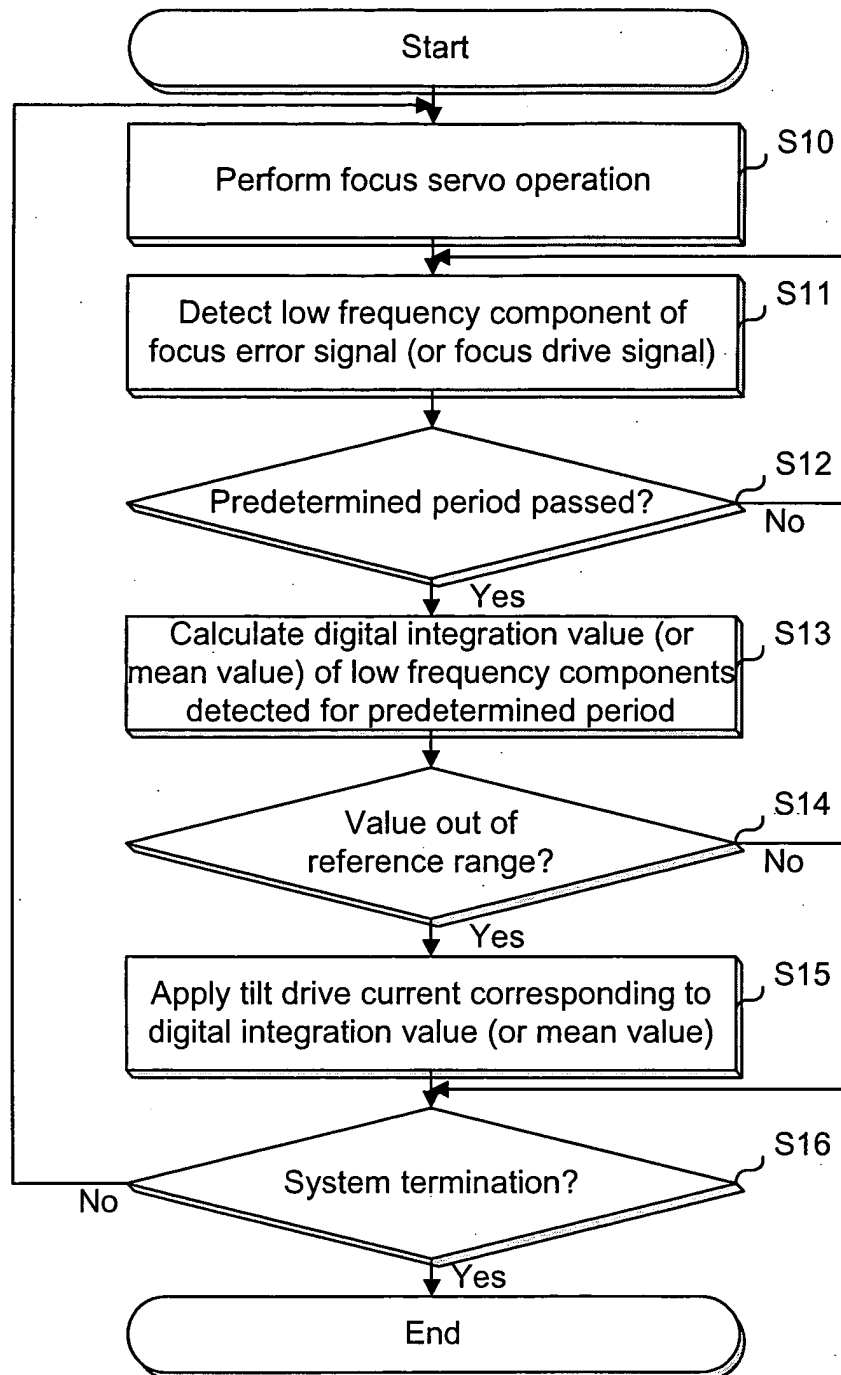 Start
S10
Perform focus servo operation
S11
Detect low frequency component of
focus error signal (or focus drive signal)
S12
Predetermined period passed?
No
Yes
S13
Calculate digital integration value (or
mean value) of low frequency components
detected for predetermined period
S14
Value out of
reference range?
No
Yes
S15
Apply tilt drive current corresponding to
digital integration value (or mean value)
S16
System termination?
No
Yes
End